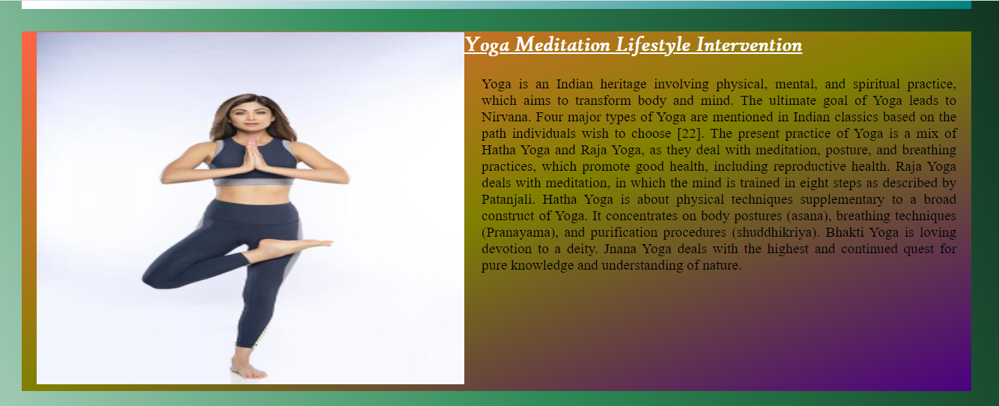 Yoga Meditation Lifestyle Intervention
Yoga is an Indian heritage involving physical, mental, and spiritual practice,
which aims to transform body and mind. The ultimate goal of Yoga leads to
Nirvana. Four major types of Yoga are mentioned in Indian classics based on the
path individuals wish to choose [22]. The present practice of Yoga is a mix of
Hatha Yoga and Raja Yoga, as they deal with meditation, posture, and breathing
practices, which promote good health, including reproductive health. Raja Yoga
deals with meditation, in which the mind is trained in eight steps as described by
Patanjali. Hatha Yoga is about physical techniques supplementary to a broad
construct of Yoga. It concentrates on body postures (asana), breathing techniques
(Pranayama), and purification procedures (shuddhikriya). Bhakti Yoga is loving
devotion to a deity. Jnana Yoga deals with the highest and continued quest for
pure knowledge and understanding of nature.